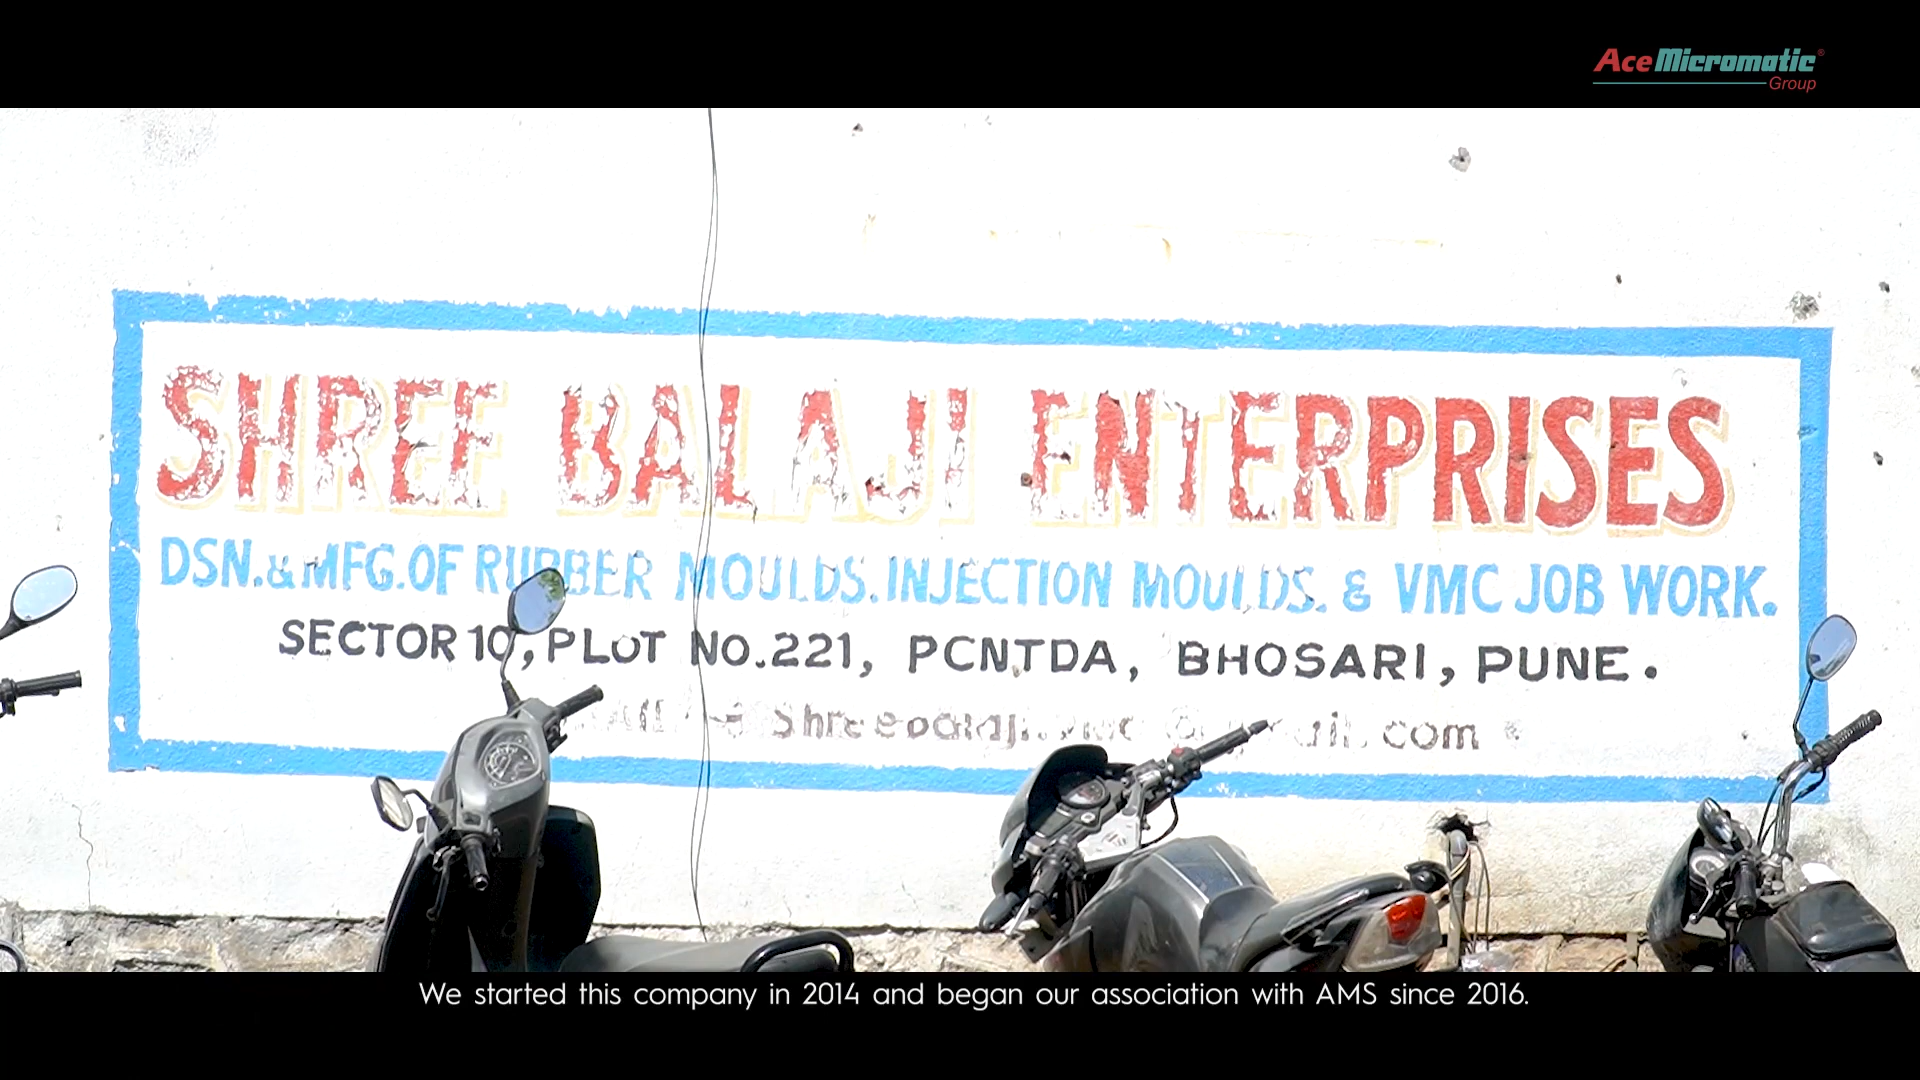 Ace Micromatic®
Group
SHREE BALAJI ENTERPRISES
DSN.&MFG.OF RUBBER MOULDS.INJECTION MOULDS. & VMC JOB WORK.
SECTOR 10, PLOT NO.221, PCNTDA, BHOSARI, PUNE.
.com
We started this company in 2014 and began our association with AMS since 2016.